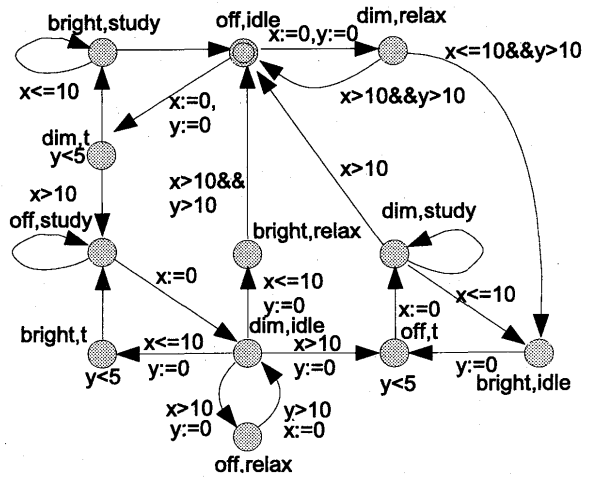 bright,study
off,idle
dim,relax
x:=0,y:=0
x<=10&&y>10
x<=10
x:=0,
y:=0
x>10&&y>10
dim,t
y<5
x>10
x>10&&
y>10
x>10
off,study
dim,study
bright,relax
x:=0
x<=10
y:=0
x:=0
x<=10
bright,t
y<5
x<=10
y:=0
dim,idle
x>10
y:=0
off,t
y<5
y:=0
bright,idle
x>10
y:=0
y>10
x:=0
off,relax